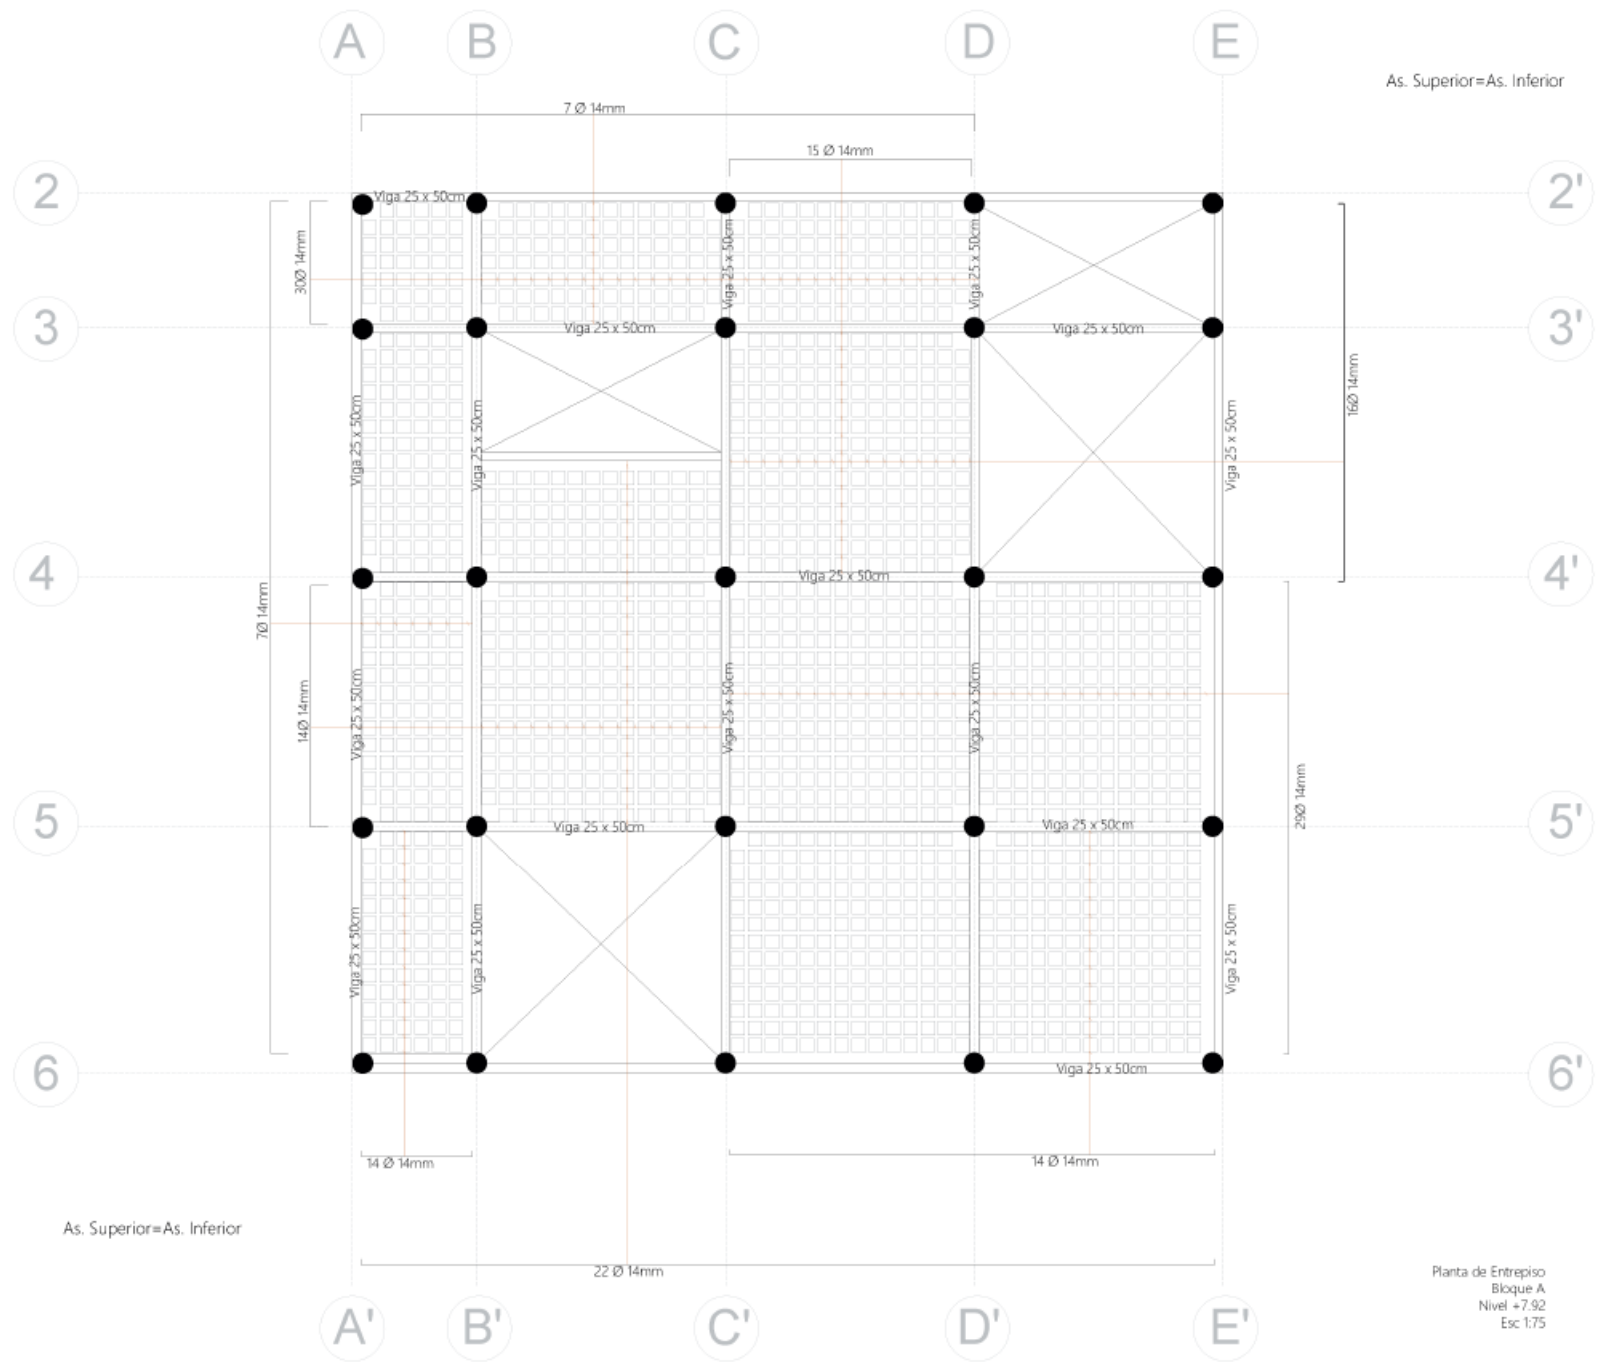 A B C D E
As. Superior=As. Inferior
7 Ø 14mm
15 Ø 14mm
2 2'
Viga 25 x 50cm
30Ø 14mm
Viga 25 x 50cm
Viga 25 x 50cm
3 3'
Viga 25 x 50cm
Viga 25 x 50cm
16Ø 14mm
Viga 25 x 50cm
Viga 25 x 50cm
Viga 25 x 50cm
4 4'
Viga 25 x 50cm
7Ø 14mm
14Ø 14mm
Viga 25 x 50cm
Viga 25 x 50cm
Viga 25 x 50cm
29Ø 14mm
5 5'
Viga 25 x 50cm
Viga 25 x 50cm
Viga 25 x 50cm
Viga 25 x 50cm
Viga 25 x 50cm
6 6'
Viga 25 x 50cm
14 Ø 14mm
14 Ø 14mm
As. Superior=As. Inferior
22 Ø 14mm
Planta de Entrepiso
Bloque A
Nivel +7.92
Esc 1:75
A' B' C' D' E'